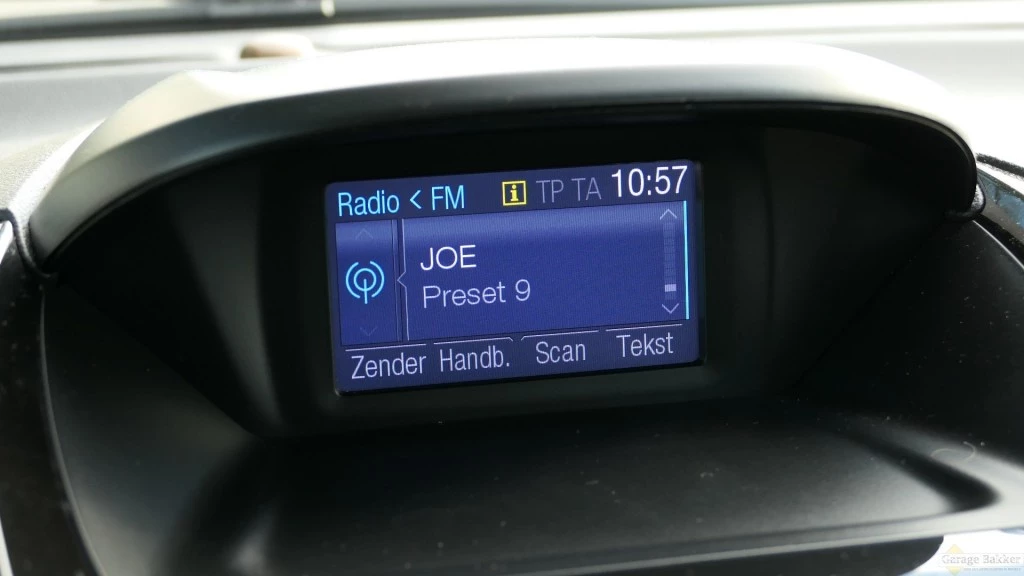 Radio < FM i TP TA 10:57
JOE
Preset 9
Zender Handb. Scan Tekst
Garage Bakker